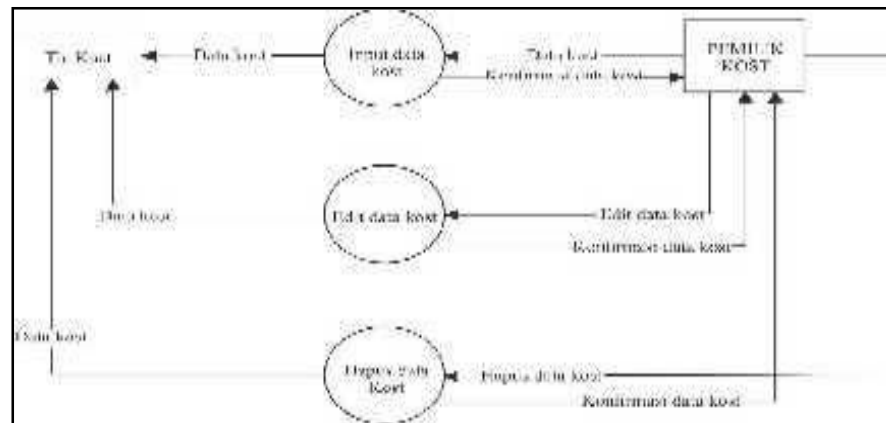 Tb. Kost
Data kost
Input data
kost
Data kost
Konfirmasi data kost
PEMILIK
KOST
Data kost
Edit data kost
Edit data kost
Konfirmasi data kost
Data kost
Hapus data
Kost
Hapus data kost
Konfirmasi data kost